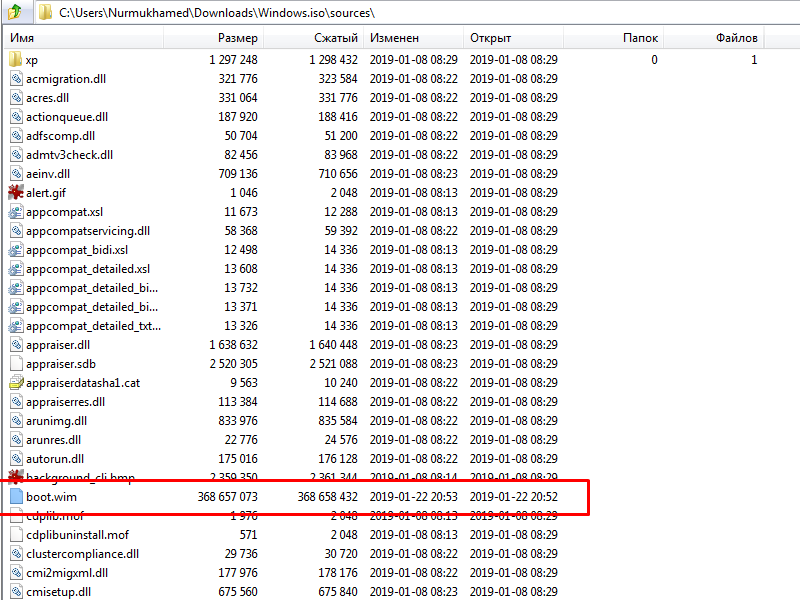 C:\Users\Nurmukhamed\Downloads\Windows.iso\sources\
Имя Размер Сжатый Изменен Открыт Папок Файлов
xp 1 297 248 1 298 432 2019-01-08 08:29 2019-01-08 08:29 0 1
acmigration.dll 321 776 323 584 2019-01-08 08:22 2019-01-08 08:29
acres.dll 331 064 331 776 2019-01-08 08:22 2019-01-08 08:29
actionqueue.dll 187 920 188 416 2019-01-08 08:22 2019-01-08 08:29
adfscomp.dll 50 704 51 200 2019-01-08 08:22 2019-01-08 08:29
admtv3check.dll 82 456 83 968 2019-01-08 08:22 2019-01-08 08:29
aeinv.dll 709 136 710 656 2019-01-08 08:23 2019-01-08 08:29
alert.gif 1 046 2 048 2019-01-08 08:13 2019-01-08 08:29
appcompat.xsl 11 673 12 288 2019-01-08 08:13 2019-01-08 08:29
appcompatservicing.dll 58 368 59 392 2019-01-08 08:22 2019-01-08 08:29
appcompat_bidi.xsl 12 498 14 336 2019-01-08 08:13 2019-01-08 08:29
appcompat_detailed.xsl 13 608 14 336 2019-01-08 08:13 2019-01-08 08:29
appcompat_detailed_bi... 13 732 14 336 2019-01-08 08:13 2019-01-08 08:29
appcompat_detailed_bi... 13 371 14 336 2019-01-08 08:13 2019-01-08 08:29
appcompat_detailed_txt... 13 326 14 336 2019-01-08 08:13 2019-01-08 08:29
appraiser.dll 1 638 632 1 640 448 2019-01-08 08:23 2019-01-08 08:29
appraiser.sdb 2 520 305 2 521 088 2019-01-08 08:23 2019-01-08 08:29
appraiserdatasha1.cat 9 563 10 240 2019-01-08 08:22 2019-01-08 08:29
appraiserres.dll 113 384 114 688 2019-01-08 08:22 2019-01-08 08:29
arunimg.dll 833 976 835 584 2019-01-08 08:22 2019-01-08 08:29
arunres.dll 22 776 24 576 2019-01-08 08:22 2019-01-08 08:29
autorun.dll 175 016 176 128 2019-01-08 08:22 2019-01-08 08:29
background_cli.bmp 2 359 350 2 361 344 2019-01-08 08:14 2019-01-08 08:29
boot.wim 368 657 073 368 658 432 2019-01-22 20:53 2019-01-22 20:52
cdplib.mof 1 976 2 048 2019-01-08 08:13 2019-01-08 08:29
cdplibuninstall.mof 571 2 048 2019-01-08 08:13 2019-01-08 08:29
clustercompliance.dll 29 736 30 720 2019-01-08 08:22 2019-01-08 08:29
cmi2migxml.dll 177 976 178 176 2019-01-08 08:22 2019-01-08 08:29
cmisetup.dll 675 560 675 840 2019-01-08 08:23 2019-01-08 08:29